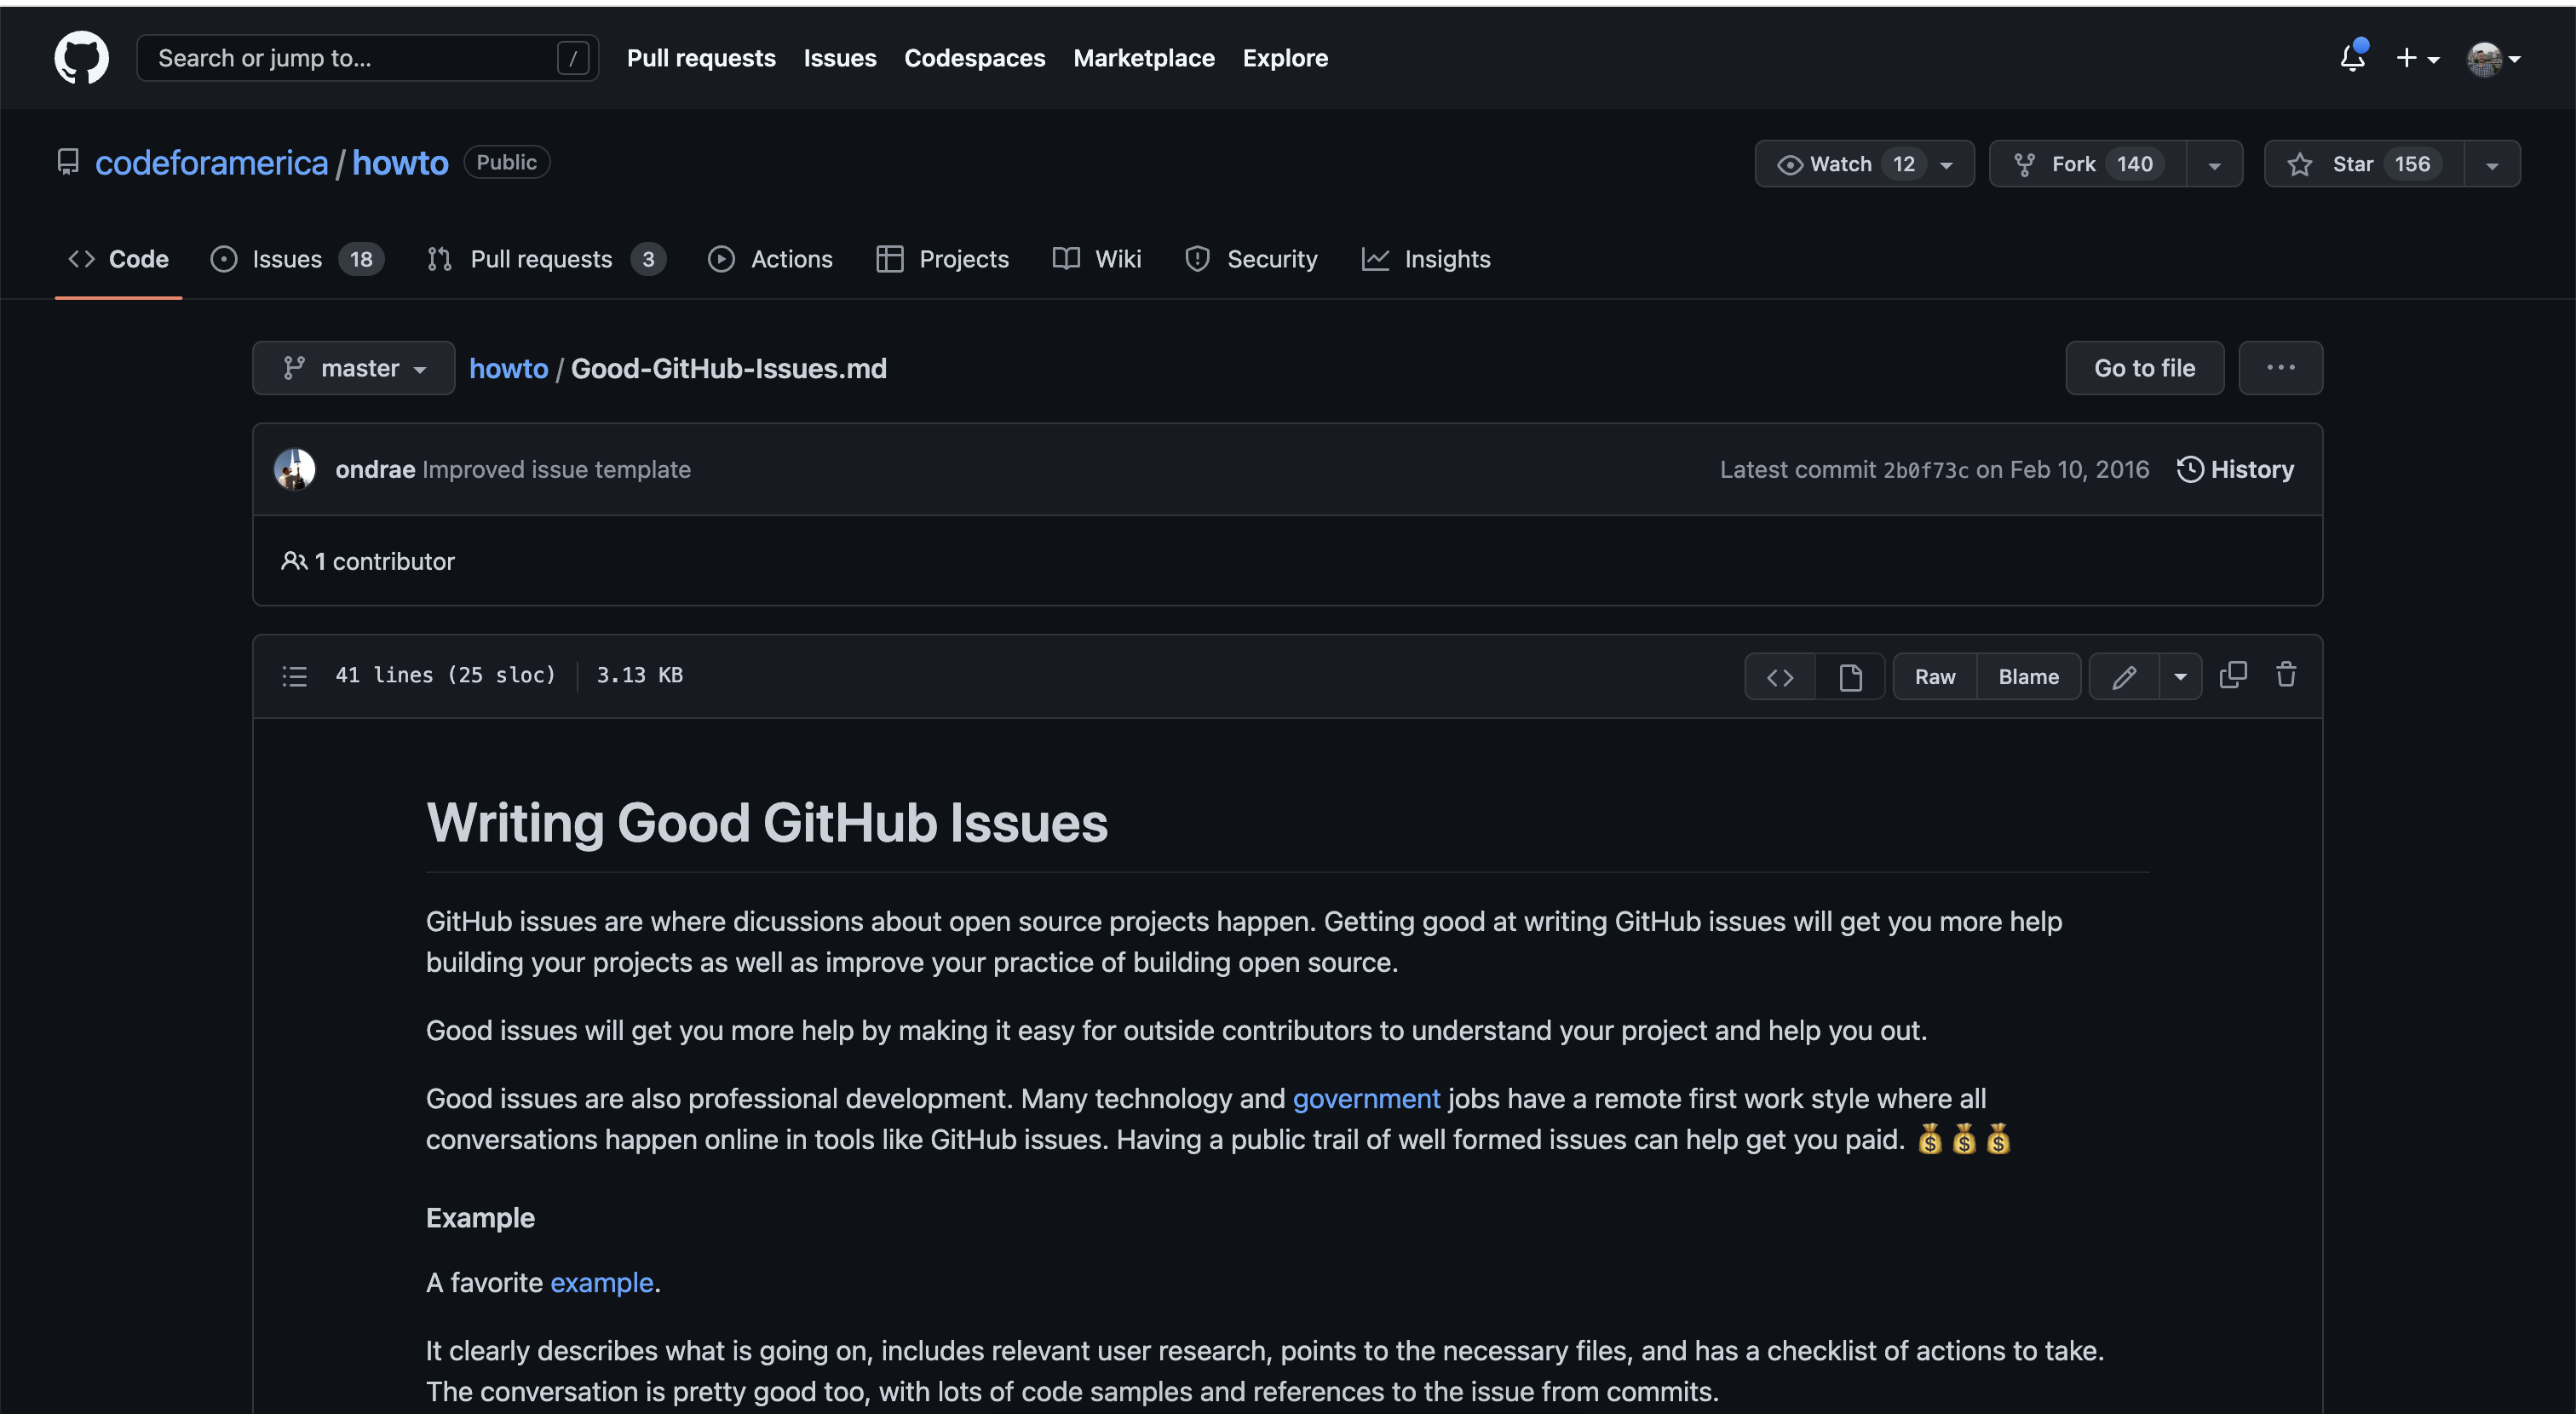 Search or jump to... / Pull requests Issues Codespaces Marketplace Explore
codeforamerica / howto Public Watch 12 Fork 140 Star 156
Code Issues 18 Pull requests 3 Actions Projects Wiki Security Insights
master howto / Good-GitHub-Issues.md Go to file ...
ondrae Improved issue template Latest commit 2b0f73c on Feb 10, 2016 History
1 contributor
41 lines (25 sloc) 3.13 KB Raw Blame
Writing Good GitHub Issues
GitHub issues are where dicussions about open source projects happen. Getting good at writing GitHub issues will get you more help
building your projects as well as improve your practice of building open source.
Good issues will get you more help by making it easy for outside contributors to understand your project and help you out.
Good issues are also professional development. Many technology and government jobs have a remote first work style where all
conversations happen online in tools like GitHub issues. Having a public trail of well formed issues can help get you paid. 💰 💰 💰
Example
A favorite example.
It clearly describes what is going on, includes relevant user research, points to the necessary files, and has a checklist of actions to take.
The conversation is pretty good too, with lots of code samples and references to the issue from commits.